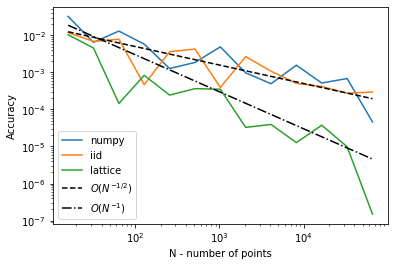 10^{-2}
10^{-3}
10^{-4}
10^{-5}
10^{-6}
10^{-7}
Accuracy
numpy
iid
lattice
O(N^{-1/2})
O(N^{-1})
10^2 10^3 10^4
N - number of points